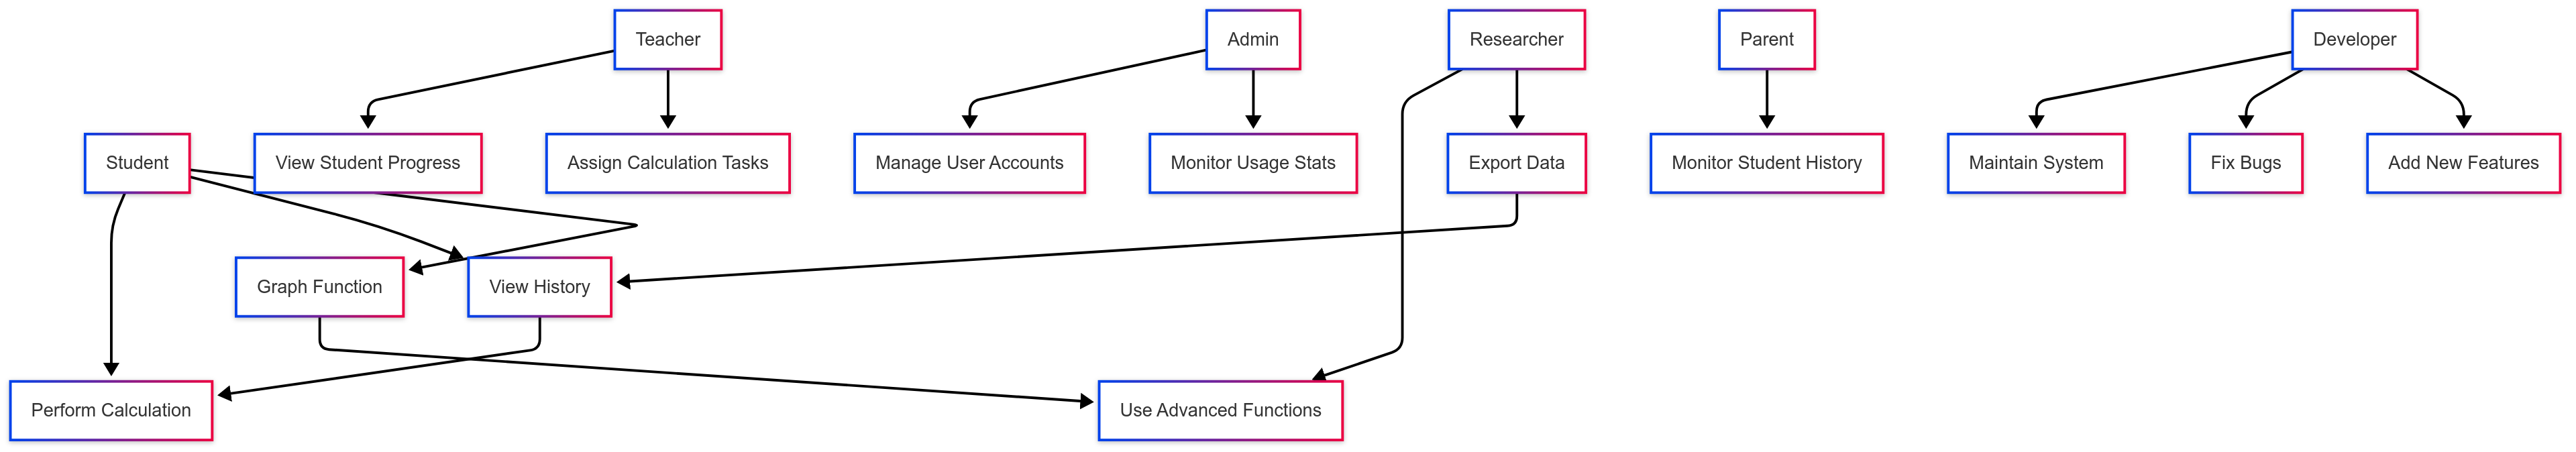 Teacher
Admin
Researcher
Parent
Developer
Student
View Student Progress
Assign Calculation Tasks
Manage User Accounts
Monitor Usage Stats
Export Data
Monitor Student History
Maintain System
Fix Bugs
Add New Features
Graph Function
View History
Perform Calculation
Use Advanced Functions